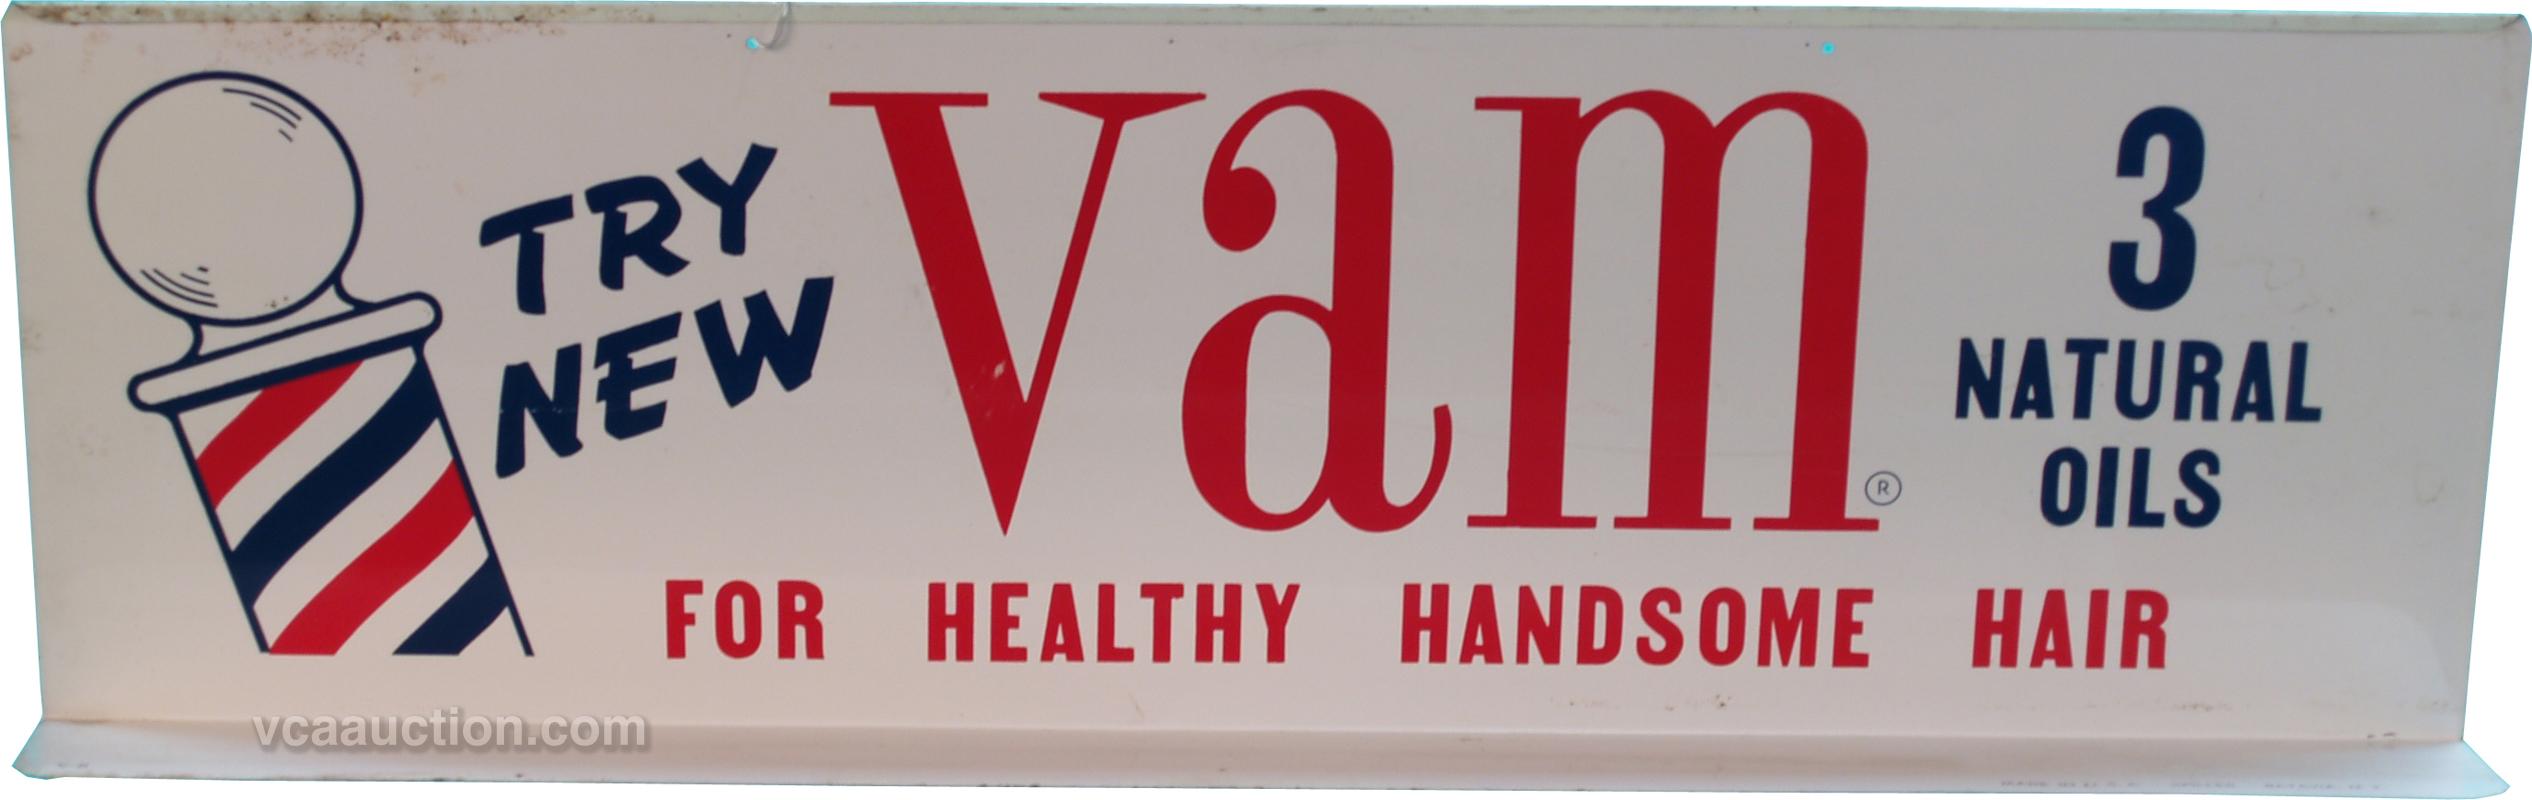 TRY
NEW
Vam®
3
NATURAL
OILS
FOR HEALTHY HANDSOME HAIR
vcaauction.com